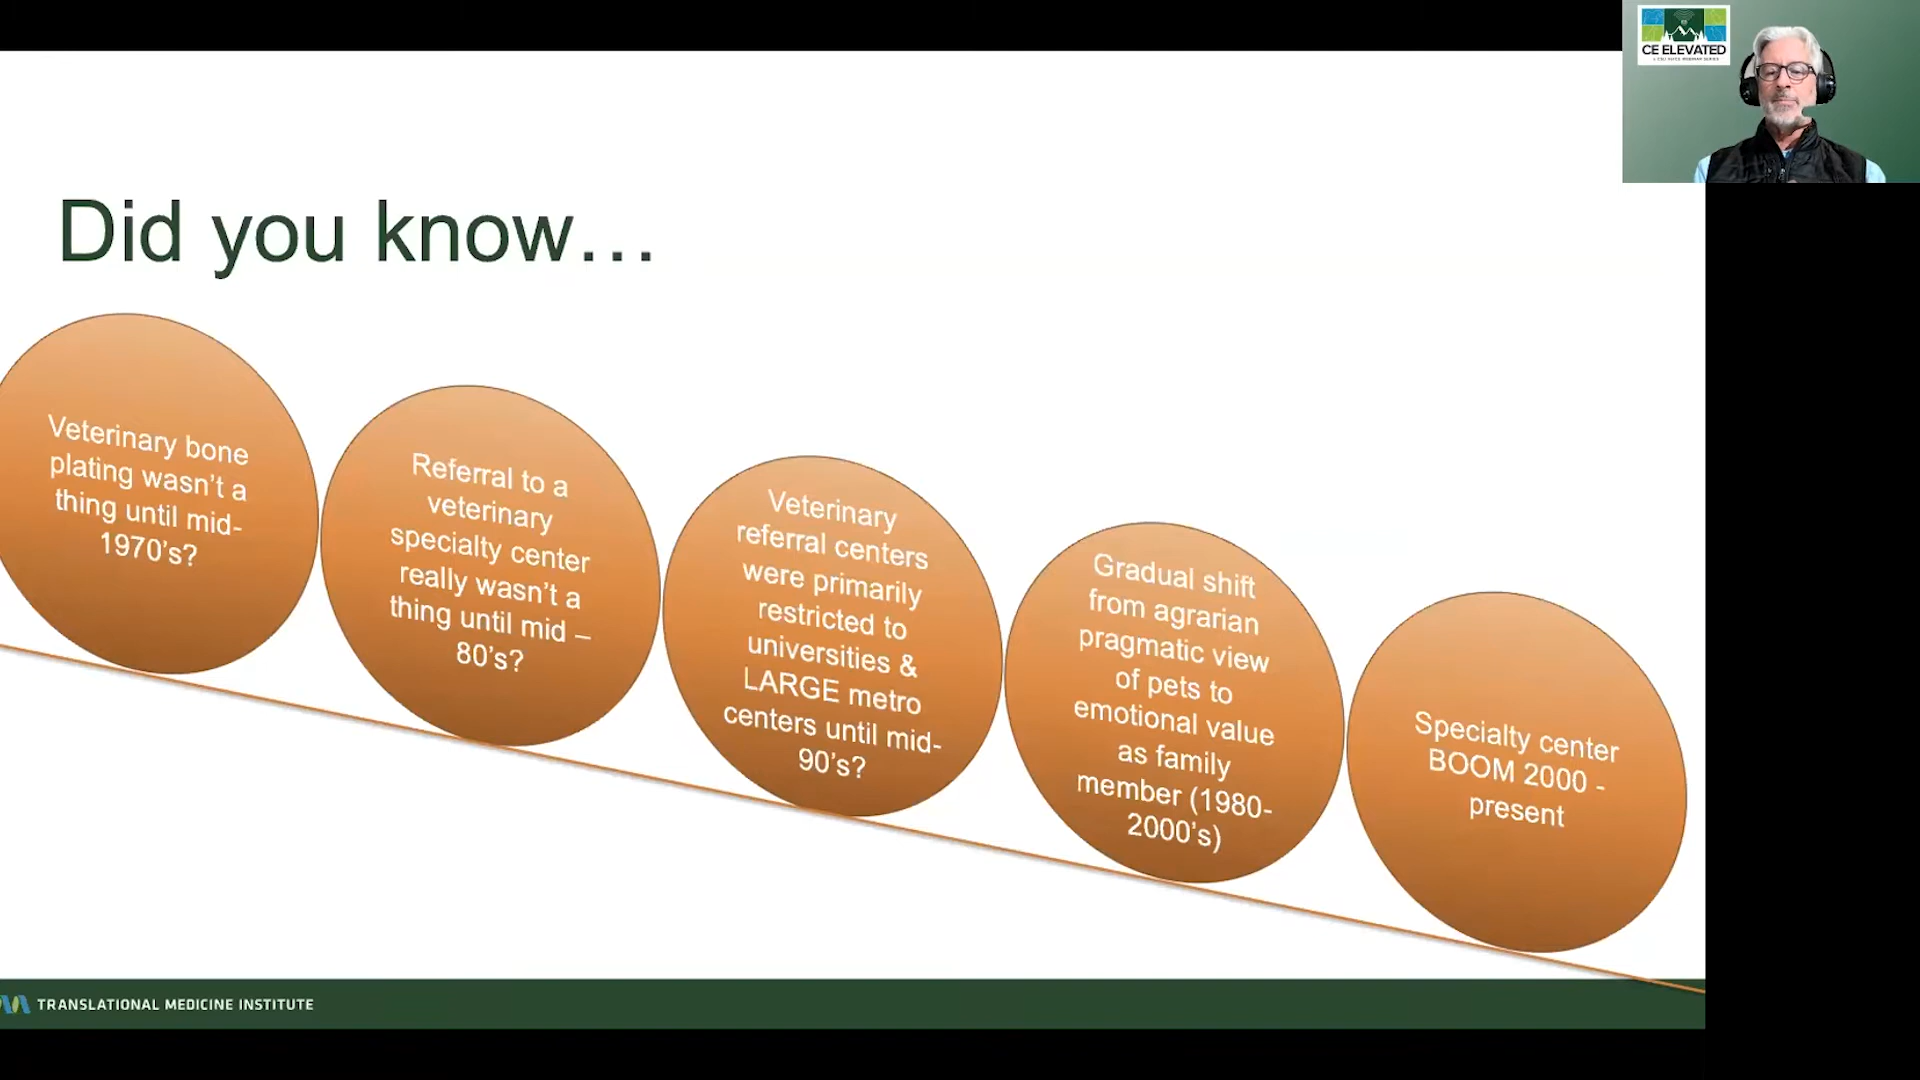 CE ELEVATED
Did you know…
Veterinary bone
plating wasn't a
thing until mid-
1970's?
Referral to a
veterinary
specialty center
really wasn't a
thing until mid –
80's?
Veterinary
referral centers
were primarily
restricted to
universities &
LARGE metro
centers until mid-
90's?
Gradual shift
from agrarian
pragmatic view
of pets to
emotional value
as family
member (1980-
2000's)
Specialty center
BOOM 2000 -
present
TRANSLATIONAL MEDICINE INSTITUTE